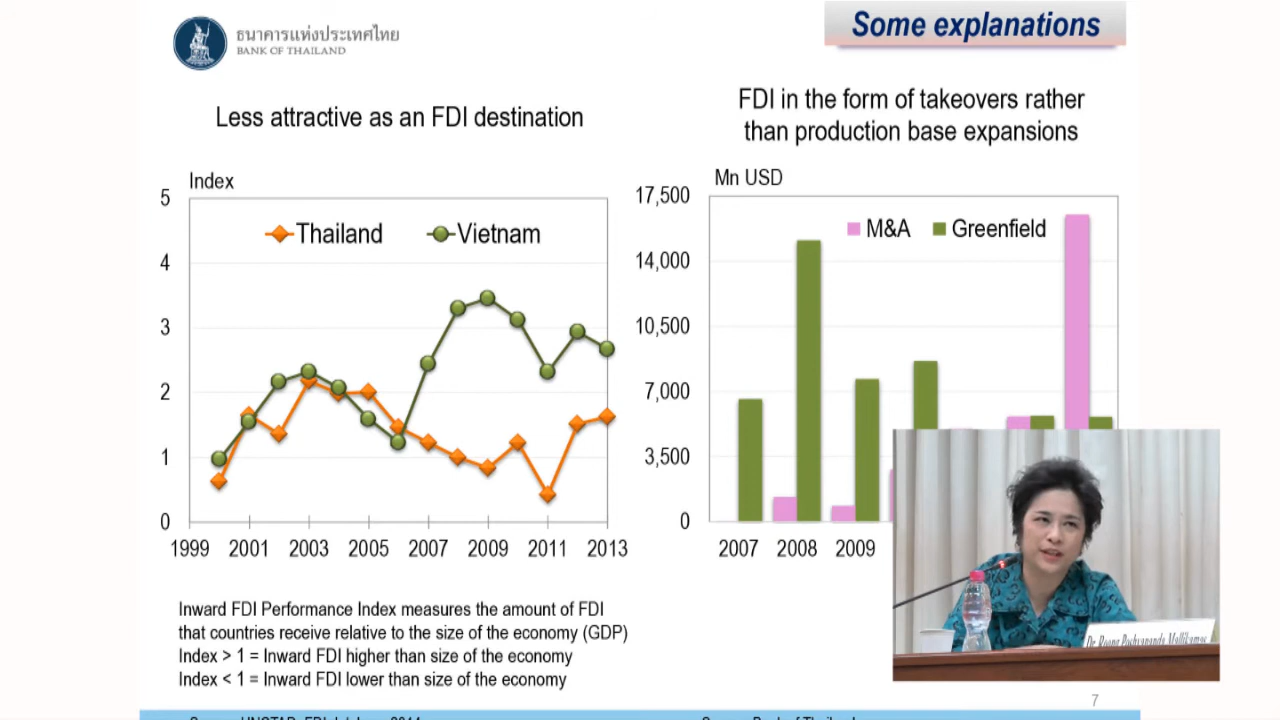 ธนาคารแห่งประเทศไทย
BANK OF THAILAND
Some explanations
Less attractive as an FDI destination
Index
5
4
3
2
1
0
Thailand
Vietnam
1999 2001 2003 2005 2007 2009 2011 2013
Inward FDI Performance Index measures the amount of FDI
that countries receive relative to the size of the economy (GDP)
Index > 1 = Inward FDI higher than size of the economy
Index < 1 = Inward FDI lower than size of the economy
FDI in the form of takeovers rather
than production base expansions
Mn USD
17,500
14,000
10,500
7,000
3,500
0
M&A
Greenfield
2007 2008 2009
Dr. Roong
7